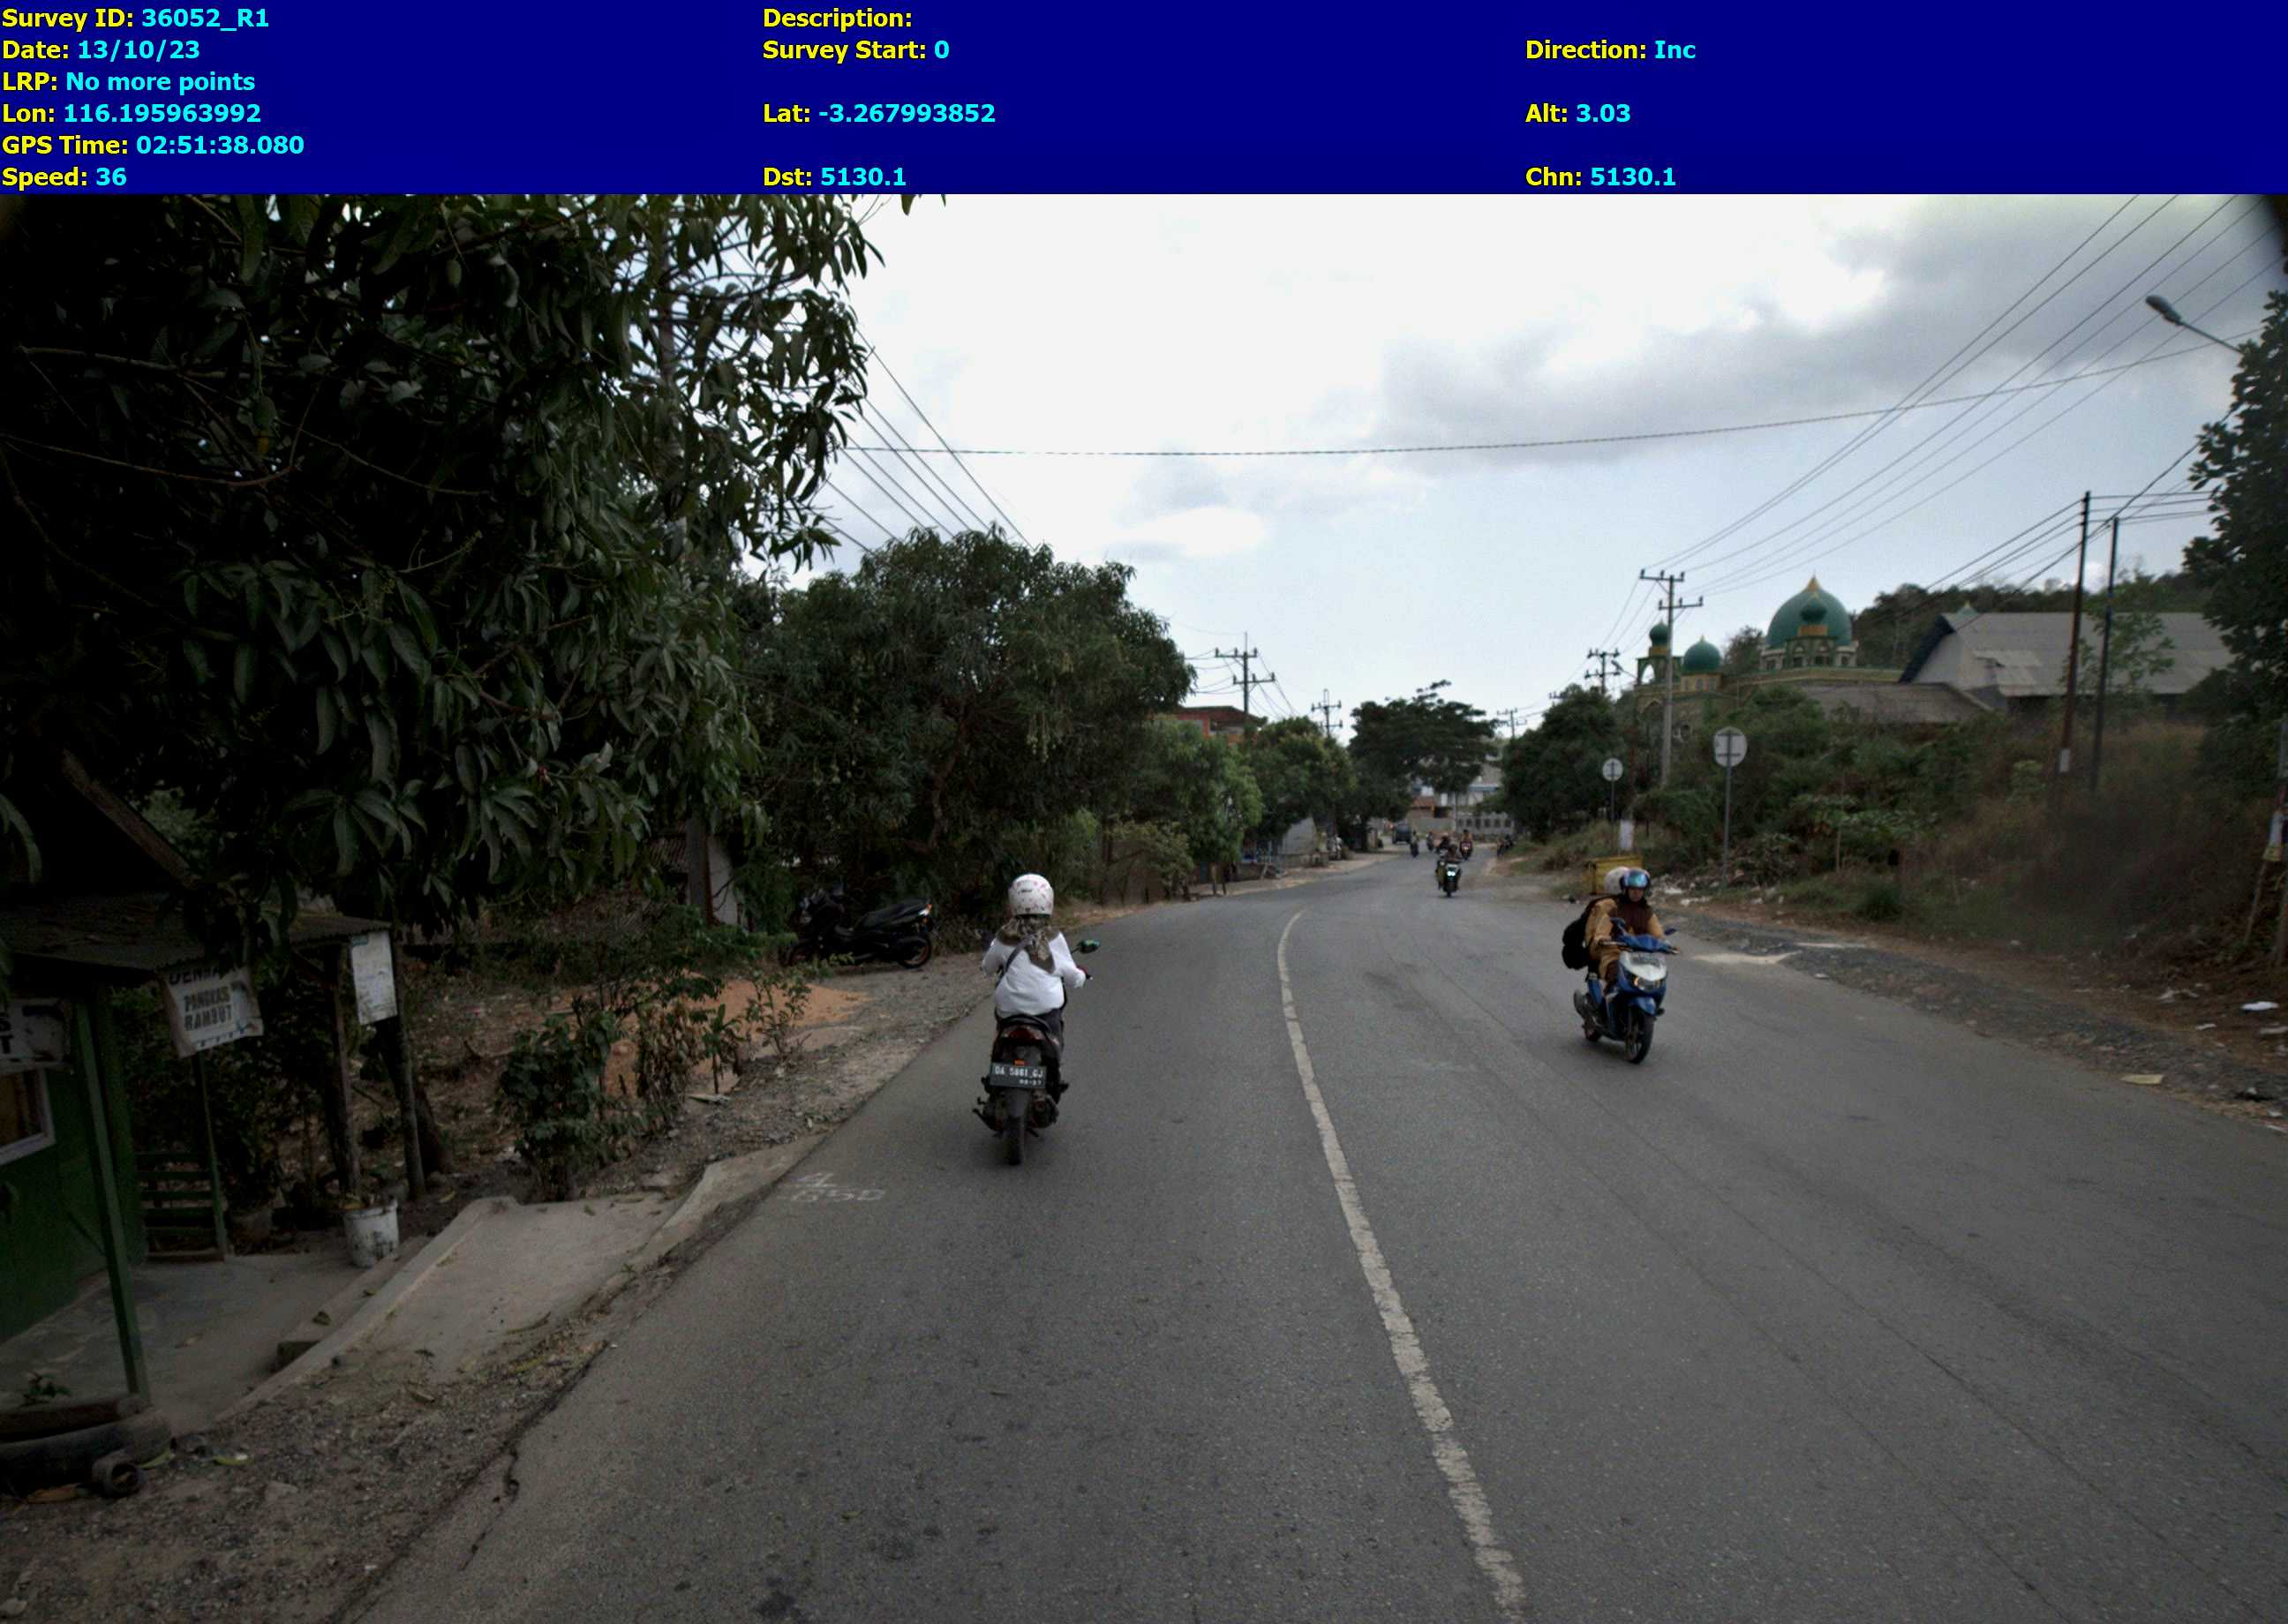 Survey ID: 36052_R1
Description:
Date: 13/10/23
Survey Start: 0
Direction: Inc
LRP: No more points
Lon: 116.195963992
Lat: -3.267993852
Alt: 3.03
GPS Time: 02:51:38.080
Speed: 36
Dst: 5130.1
Chn: 5130.1
PANGKAS
RAMBUT
4